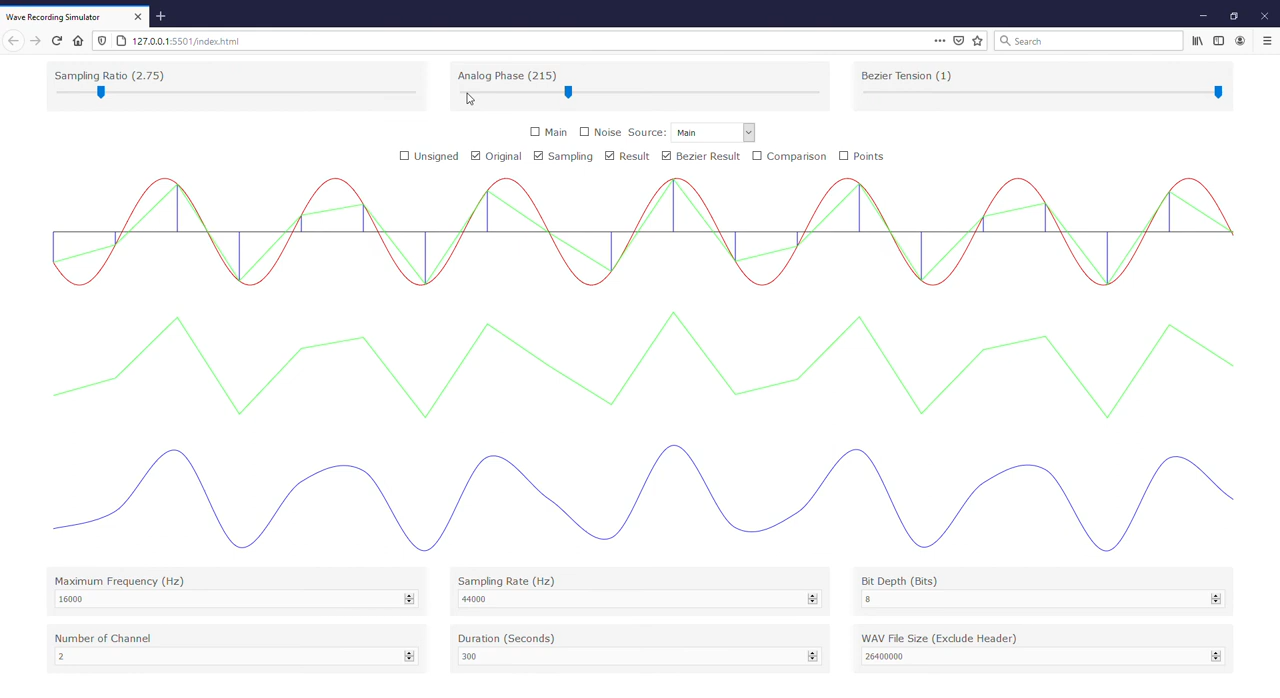 Wave Recording Simulator
127.0.0.1:5501/index.html
Search
Sampling Ratio (2.75)
Analog Phase (215)
Bezier Tension (1)
Main
Noise
Source:
Main
Unsigned
Original
Sampling
Result
Bezier Result
Comparison
Points
Maximum Frequency (Hz)
16000
Sampling Rate (Hz)
44000
Bit Depth (Bits)
8
Number of Channel
2
Duration (Seconds)
300
WAV File Size (Exclude Header)
26400000